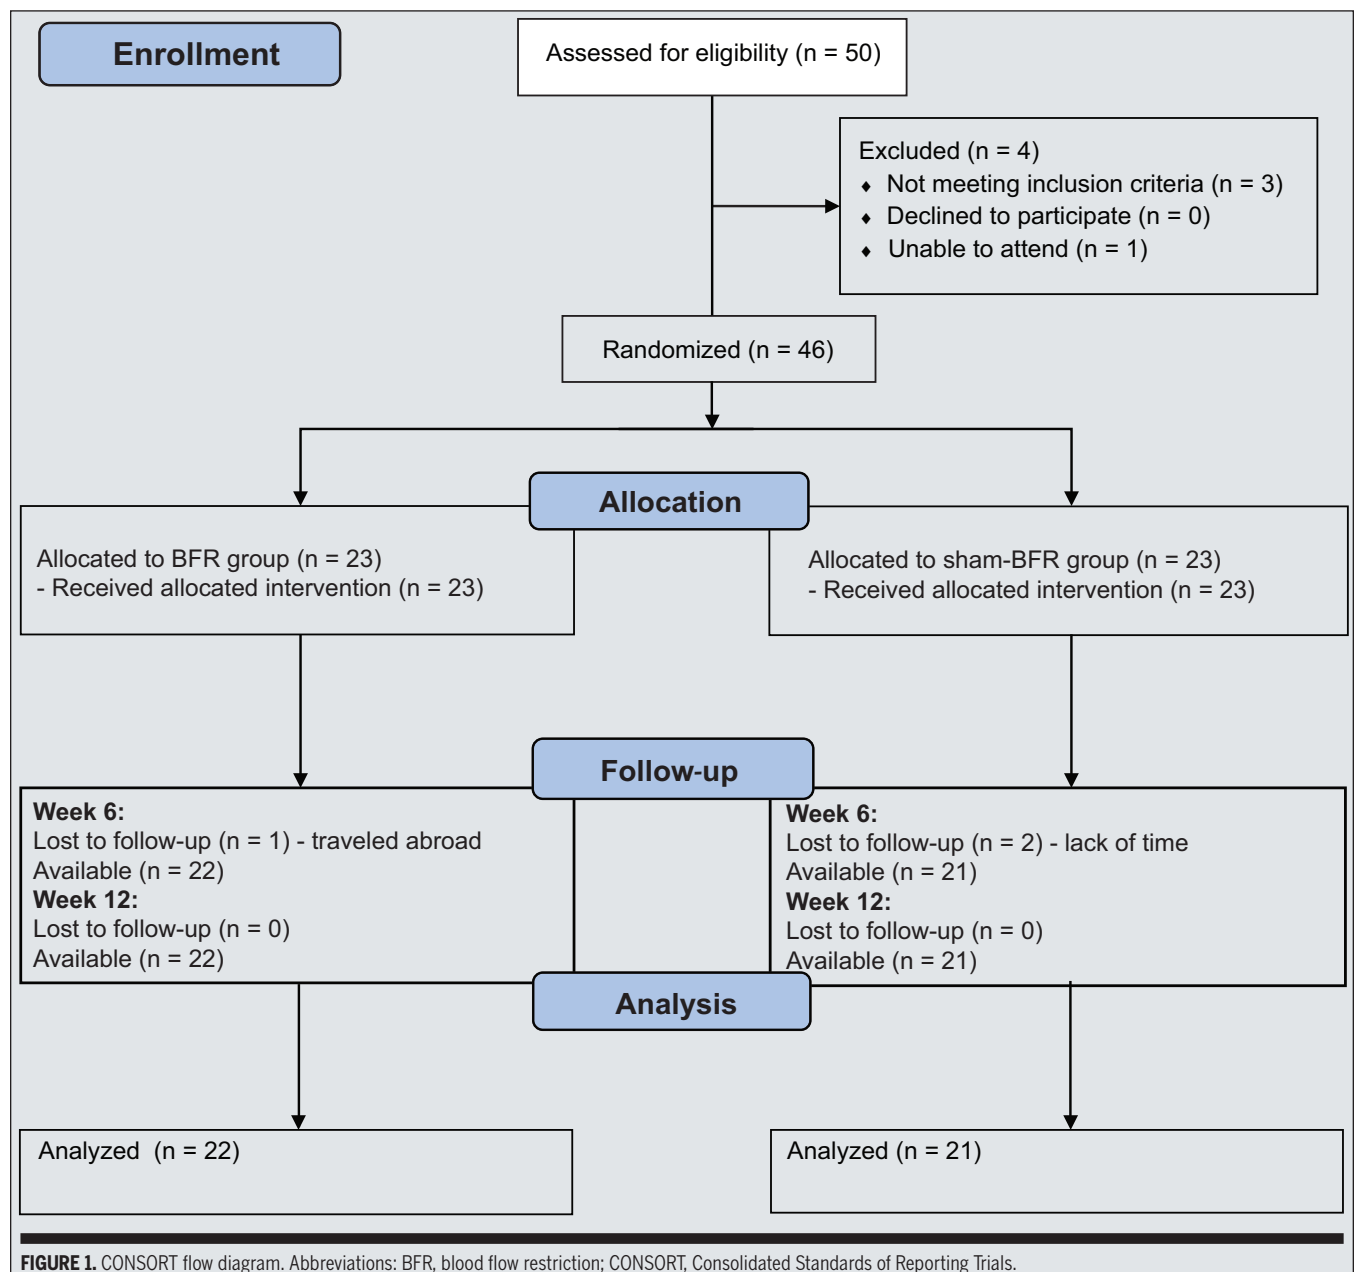 Enrollment
Assessed for eligibility (n = 50)
Excluded (n = 4)
♦ Not meeting inclusion criteria (n = 3)
♦ Declined to participate (n = 0)
♦ Unable to attend (n = 1)
Randomized (n = 46)
Allocation
Allocated to BFR group (n = 23)
- Received allocated intervention (n = 23)
Allocated to sham-BFR group (n = 23)
- Received allocated intervention (n = 23)
Follow-up
Week 6:
Lost to follow-up (n = 1) - traveled abroad
Available (n = 22)
Week 12:
Lost to follow-up (n = 0)
Available (n = 22)
Week 6:
Lost to follow-up (n = 2) - lack of time
Available (n = 21)
Week 12:
Lost to follow-up (n = 0)
Available (n = 21)
Analysis
Analyzed (n = 22)
Analyzed (n = 21)
FIGURE 1. CONSORT flow diagram. Abbreviations: BFR, blood flow restriction; CONSORT, Consolidated Standards of Reporting Trials.